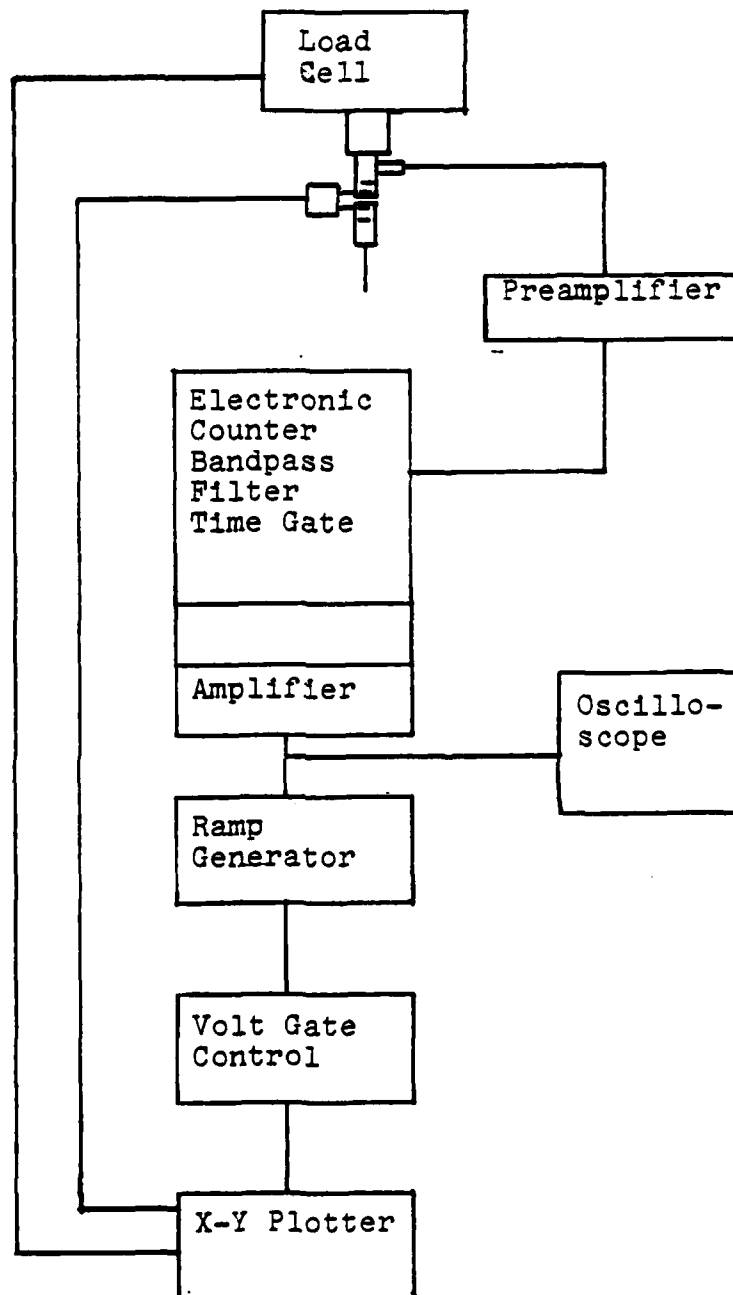 Load
Cell
Preamplifier
Electronic
Counter
Bandpass
Filter
Time Gate
Amplifier
Oscillo-
scope
Ramp
Generator
Volt Gate
Control
X-Y Plotter